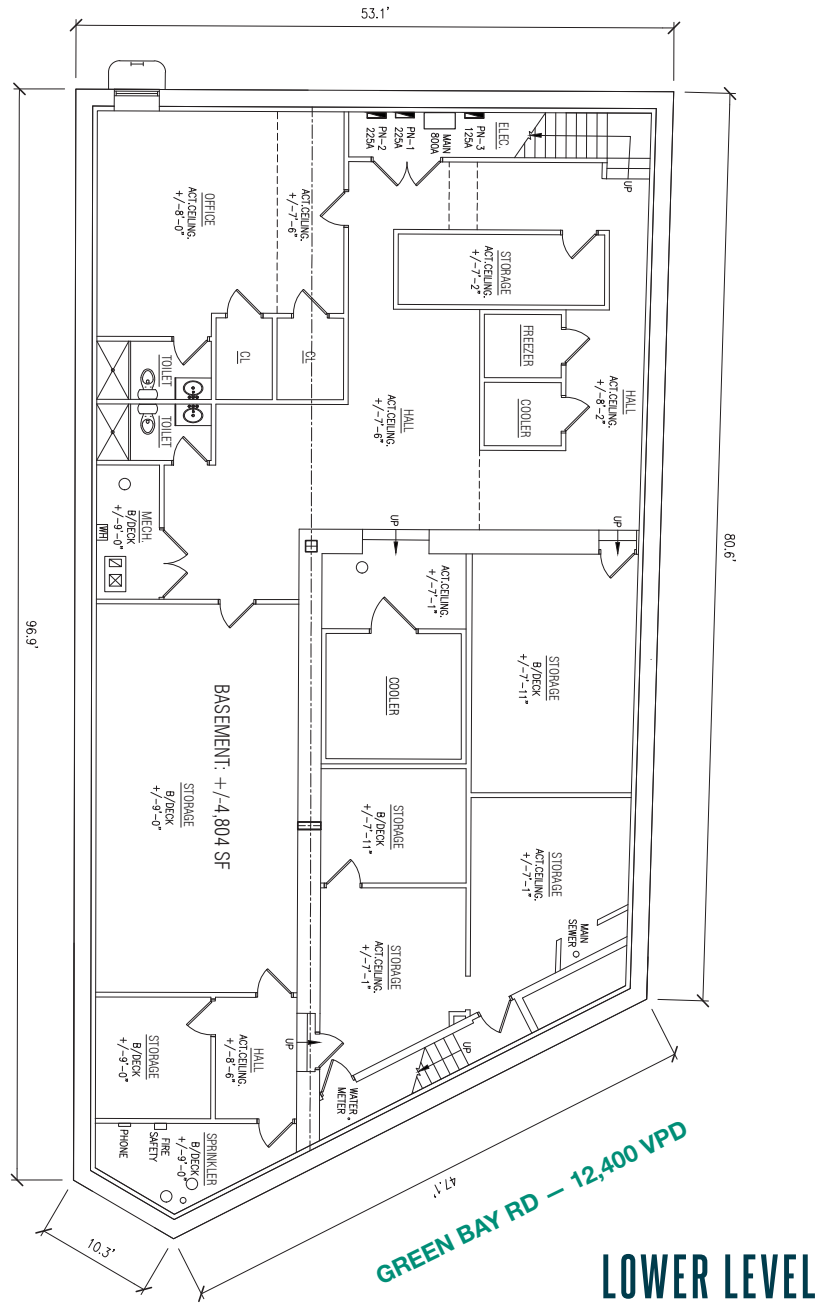 53.1'
ELEC.
PN-3
125A
MAIN
800A
PN-1
225A
PN-2
225A
UP
OFFICE
ACT.CEILING.
+/-8'-0"
ACT.CEILING.
+/-7'-6"
STORAGE
ACT.CEILING.
+/-7'-2"
FREEZER
COOLER
HALL
ACT.CEILING.
+/-8'-2"
CL
CL
TOILET
TOILET
HALL
ACT.CEILING.
+/-7'-6"
MECH.
B/DECK
+/-9'-0"
WH
UP
UP
80.6'
96.9'
ACT.CEILING.
+/-7'-1"
COOLER
STORAGE
B/DECK
+/-7'-11"
BASEMENT: +/-4,804 SF
STORAGE
B/DECK
+/-9'-0"
STORAGE
B/DECK
+/-7'-11"
STORAGE
ACT.CEILING.
+/-7'-1"
MAIN
SEWER
STORAGE
ACT.CEILING.
+/-7'-1"
STORAGE
B/DECK
+/-9'-0"
HALL
ACT.CEILING.
+/-8'-6"
UP
UP
WATER
METER
PHONE
FIRE
SAFETY
SPRINKLER
B/DECK
+/-9'-0"
47.1'
10.3'
GREEN BAY RD — 12,400 VPD
LOWER LEVEL